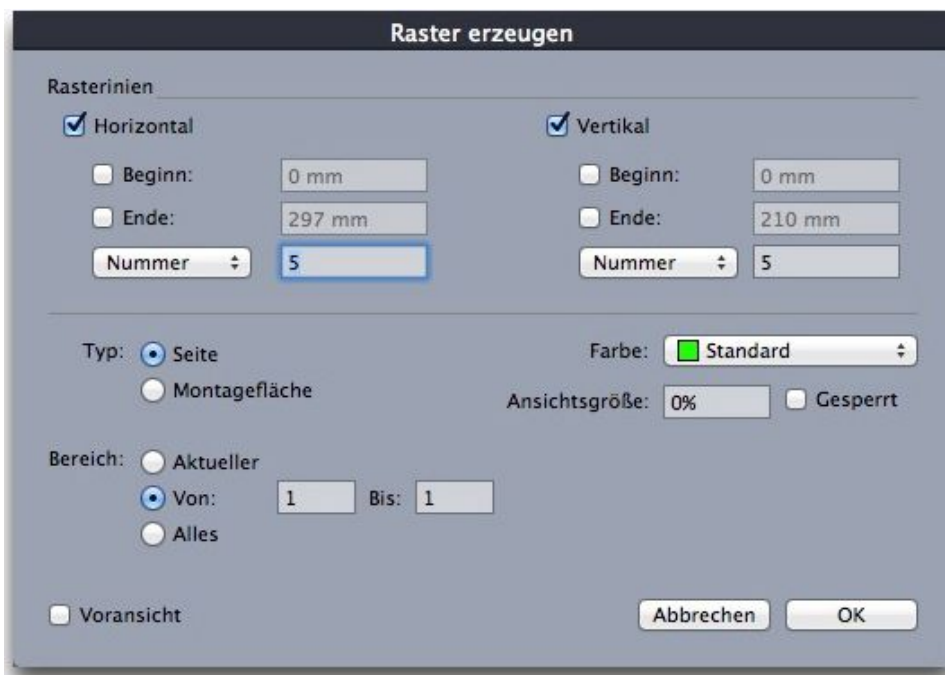 Raster erzeugen
Rasterinien
Horizontal
Vertikal
Beginn: 0 mm
Beginn: 0 mm
Ende: 297 mm
Ende: 210 mm
Nummer 5
Nummer 5
Typ: Seite
Farbe: Standard
Montagefläche
Ansichtsgröße: 0% Gesperrt
Bereich: Aktueller
Von: 1 Bis: 1
Alles
Voransicht
Abbrechen
OK